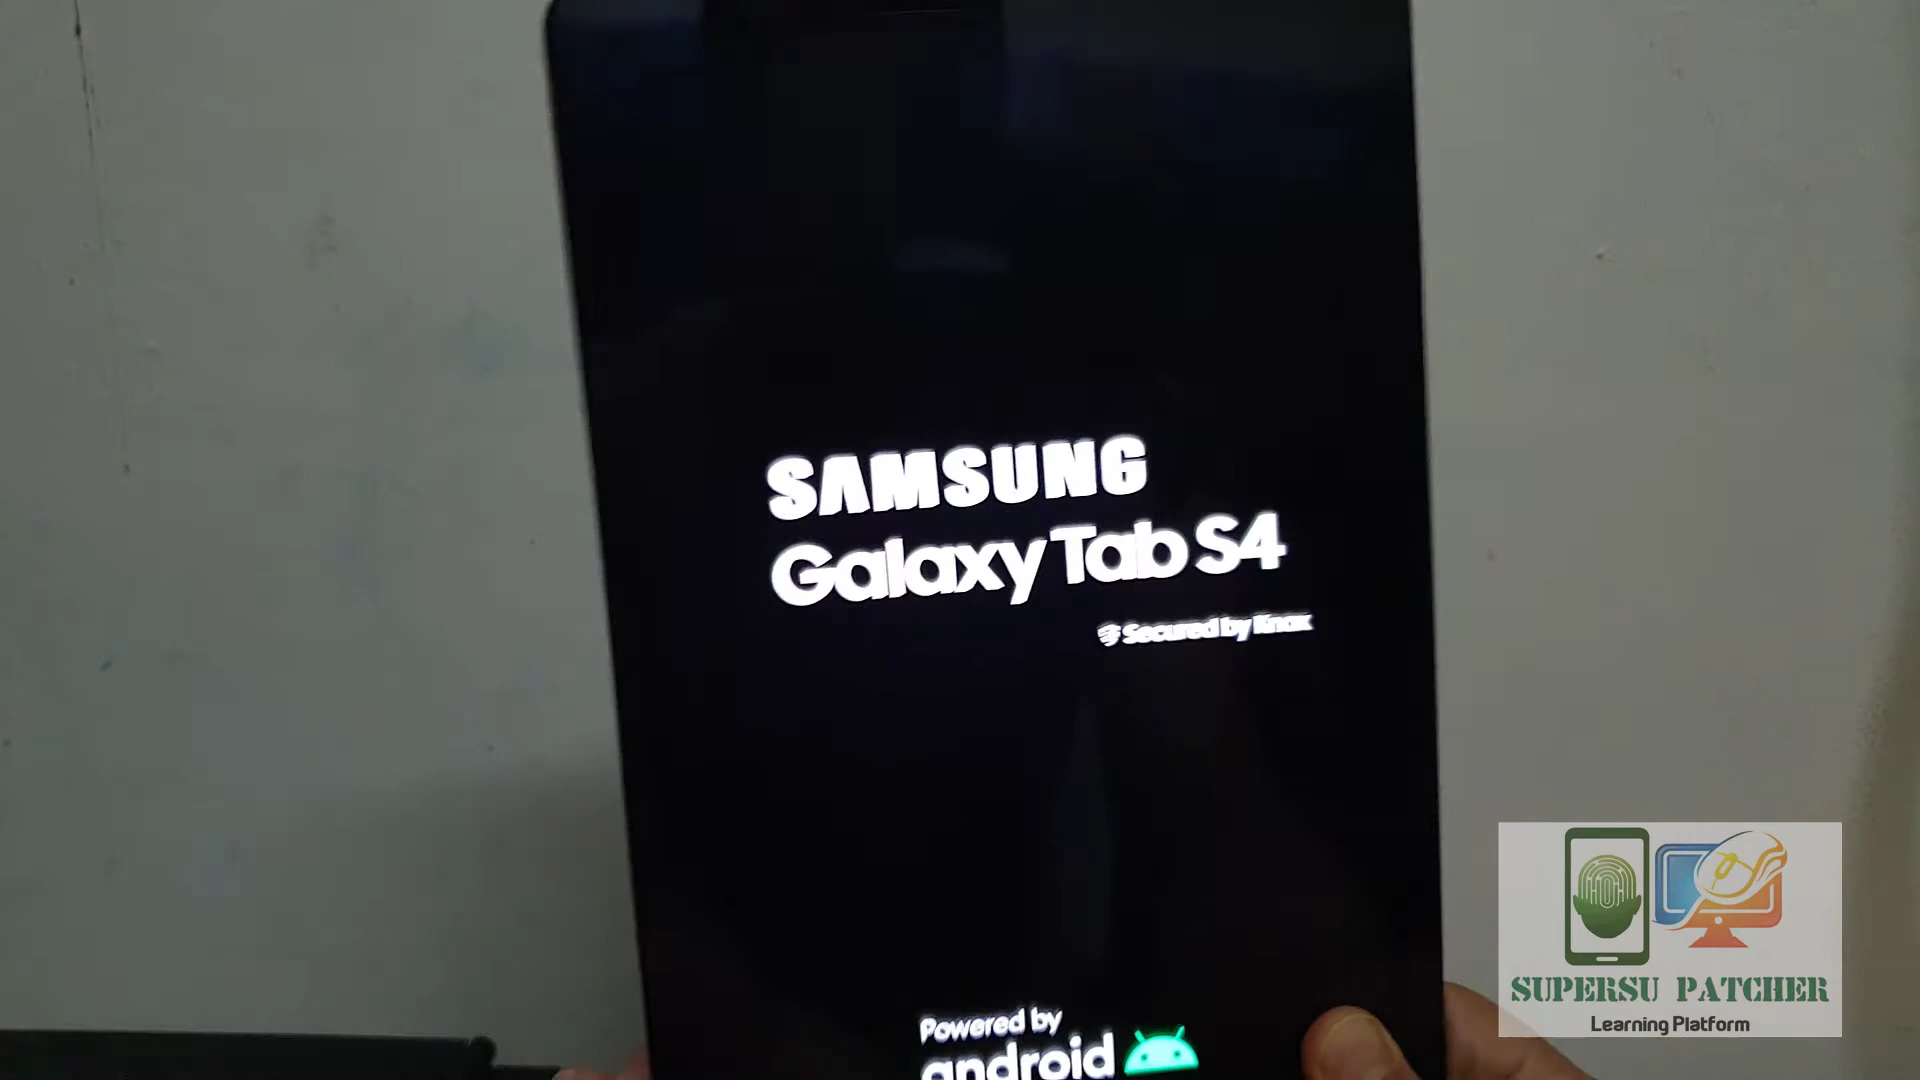 SAMSUNG
Galaxy Tab S4
Secured by Knox
Powered by
android
SUPERSU PATCHER
Learning Platform